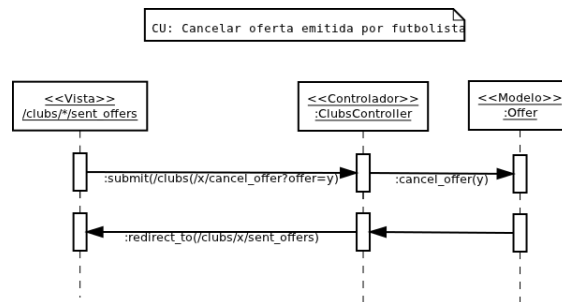 CU: Cancelar oferta emitida por futbolista
<<Vista>>
/clubs/*/sent_offers
<<Controlador>>
:ClubsController
<<Modelo>>
:Offer
:submit(/clubs(/x/cancel_offer?offer=y)
:cancel_offer(y)
:redirect_to(/clubs/x/sent_offers)